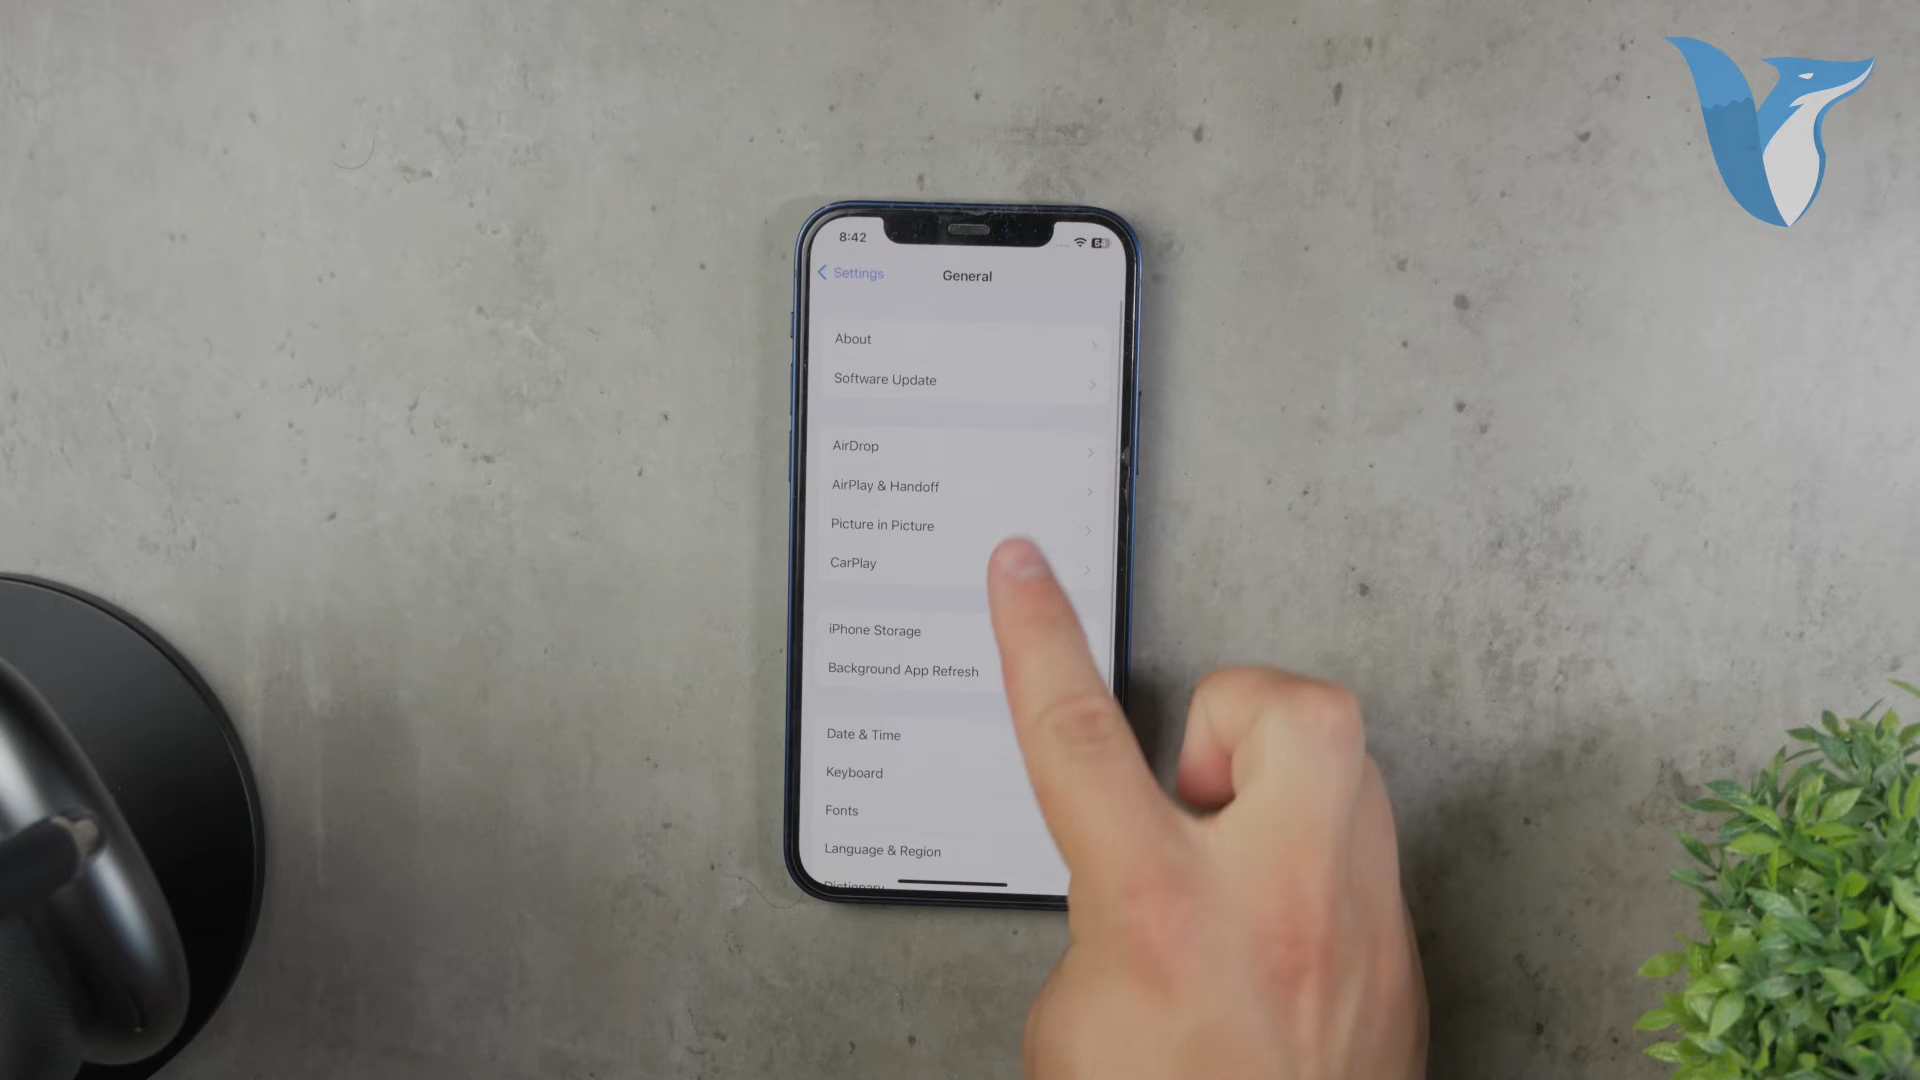 8:42
Settings
General
About
Software Update
AirDrop
AirPlay & Handoff
Picture in Picture
CarPlay
iPhone Storage
Background App Refresh
Date & Time
Keyboard
Fonts
Language & Region
Dictionary